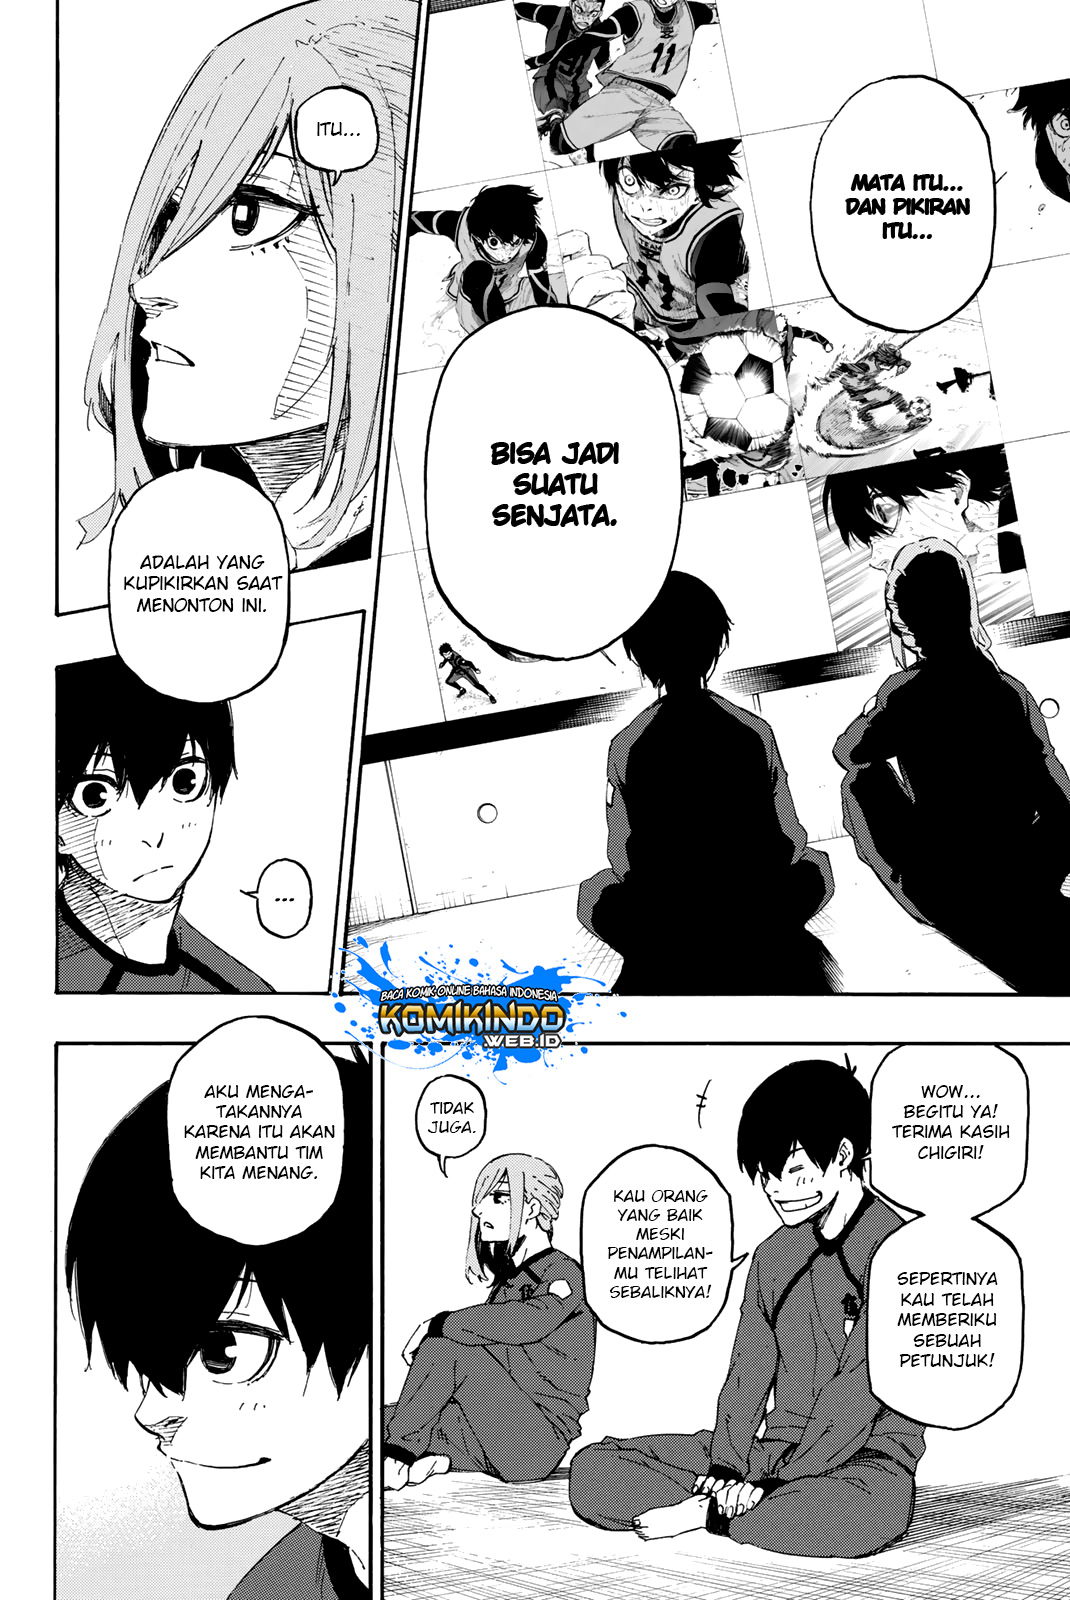 MATA ITU...
DAN PIKIRAN
ITU...
BISA JADI
SUATU
SENJATA.
ITU...
ADALAH YANG
KUPIKIRKAN SAAT
MENONTON INI.
...
WOW...
BEGITU YA!
TERIMA KASIH
CHIGIRI!
SEPERTINYA
KAU TELAH
MEMBERIKU
SEBUAH
PETUNJUK!
KAU ORANG
YANG BAIK
MESKI
PENAMPILAN-
MU TELIHAT
SEBALIKNYA!
TIDAK
JUGA.
AKU MENGA-
TAKANNYA
KARENA ITU AKAN
MEMBANTU TIM
KITA MENANG.
11
TEAM
11
BACA KOMIK ONLINE BAHASA INDONESIA
KOMIKINDO
WEB.ID